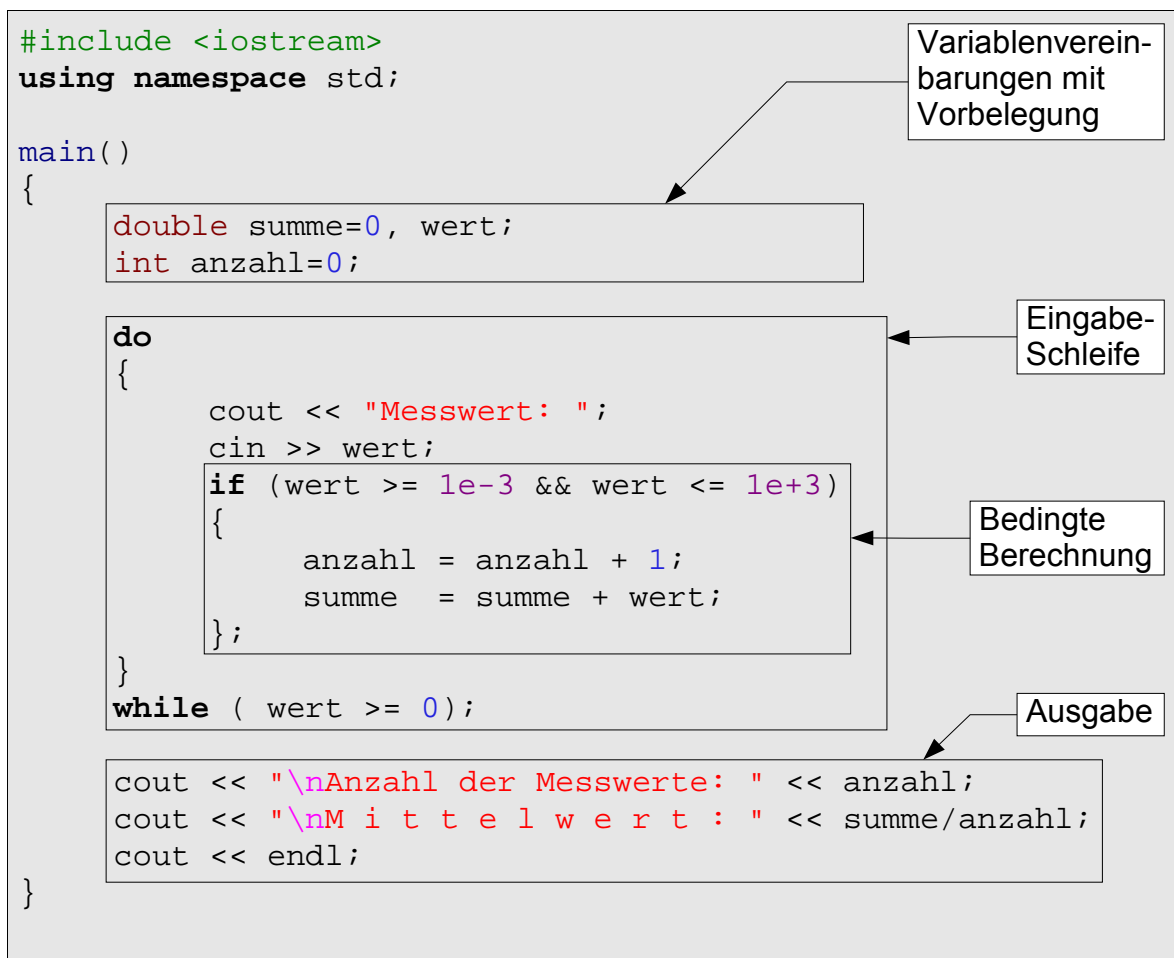 #include <iostream>
using namespace std;
main()
{
double summe=0, wert;
int anzahl=0;
do
{
cout << "Messwert: ";
cin >> wert;
if (wert >= 1e-3 && wert <= 1e+3)
{
anzahl = anzahl + 1;
summe  = summe + wert;
};
}
while ( wert >= 0);
cout << "\nAnzahl der Messwerte: " << anzahl;
cout << "\nM i t t e l w e r t : " << summe/anzahl;
cout << endl;
}
Variablenverein-
barungen mit
Vorbelegung
Eingabe-
Schleife
Bedingte
Berechnung
Ausgabe